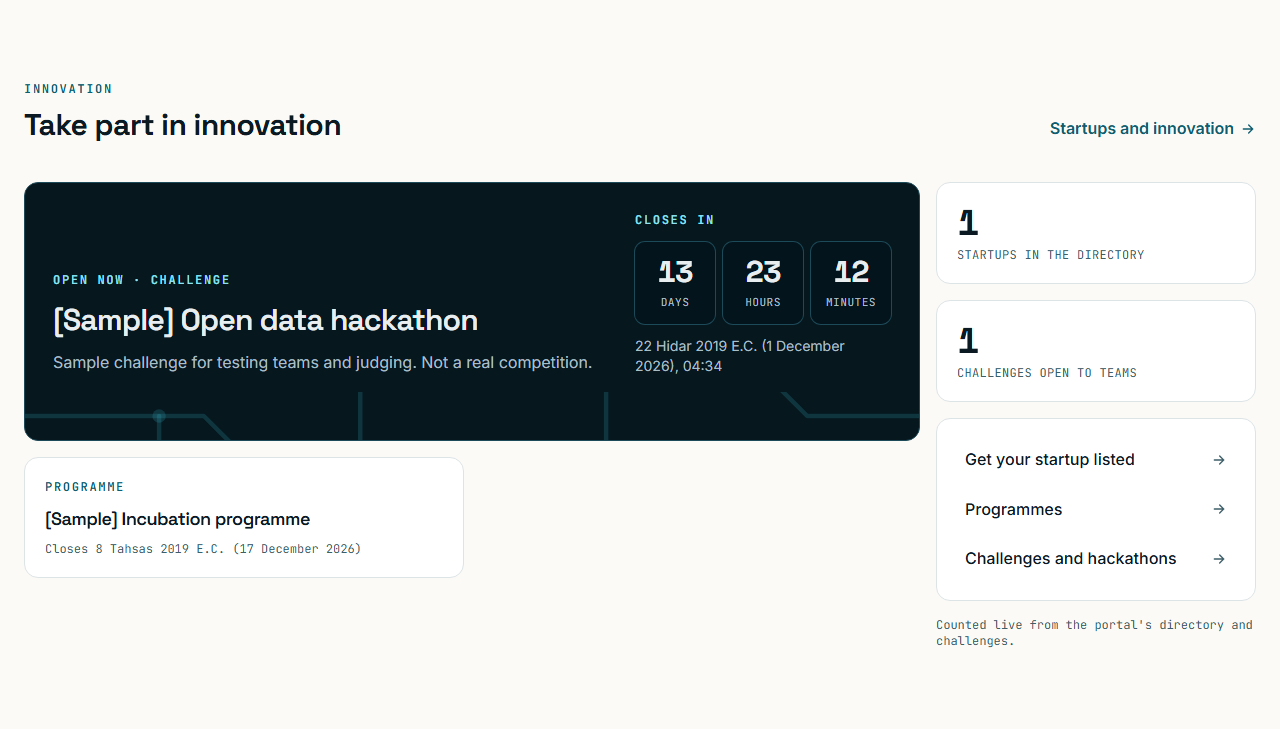 INNOVATION
Take part in innovation
Startups and innovation →
OPEN NOW · CHALLENGE
[Sample] Open data hackathon
Sample challenge for testing teams and judging. Not a real competition.
CLOSES IN
13 23 12
DAYS HOURS MINUTES
22 Hidar 2019 E.C. (1 December
2026), 04:34
PROGRAMME
[Sample] Incubation programme
Closes 8 Tahsas 2019 E.C. (17 December 2026)
1
STARTUPS IN THE DIRECTORY
1
CHALLENGES OPEN TO TEAMS
Get your startup listed →
Programmes →
Challenges and hackathons →
Counted live from the portal's directory and
challenges.